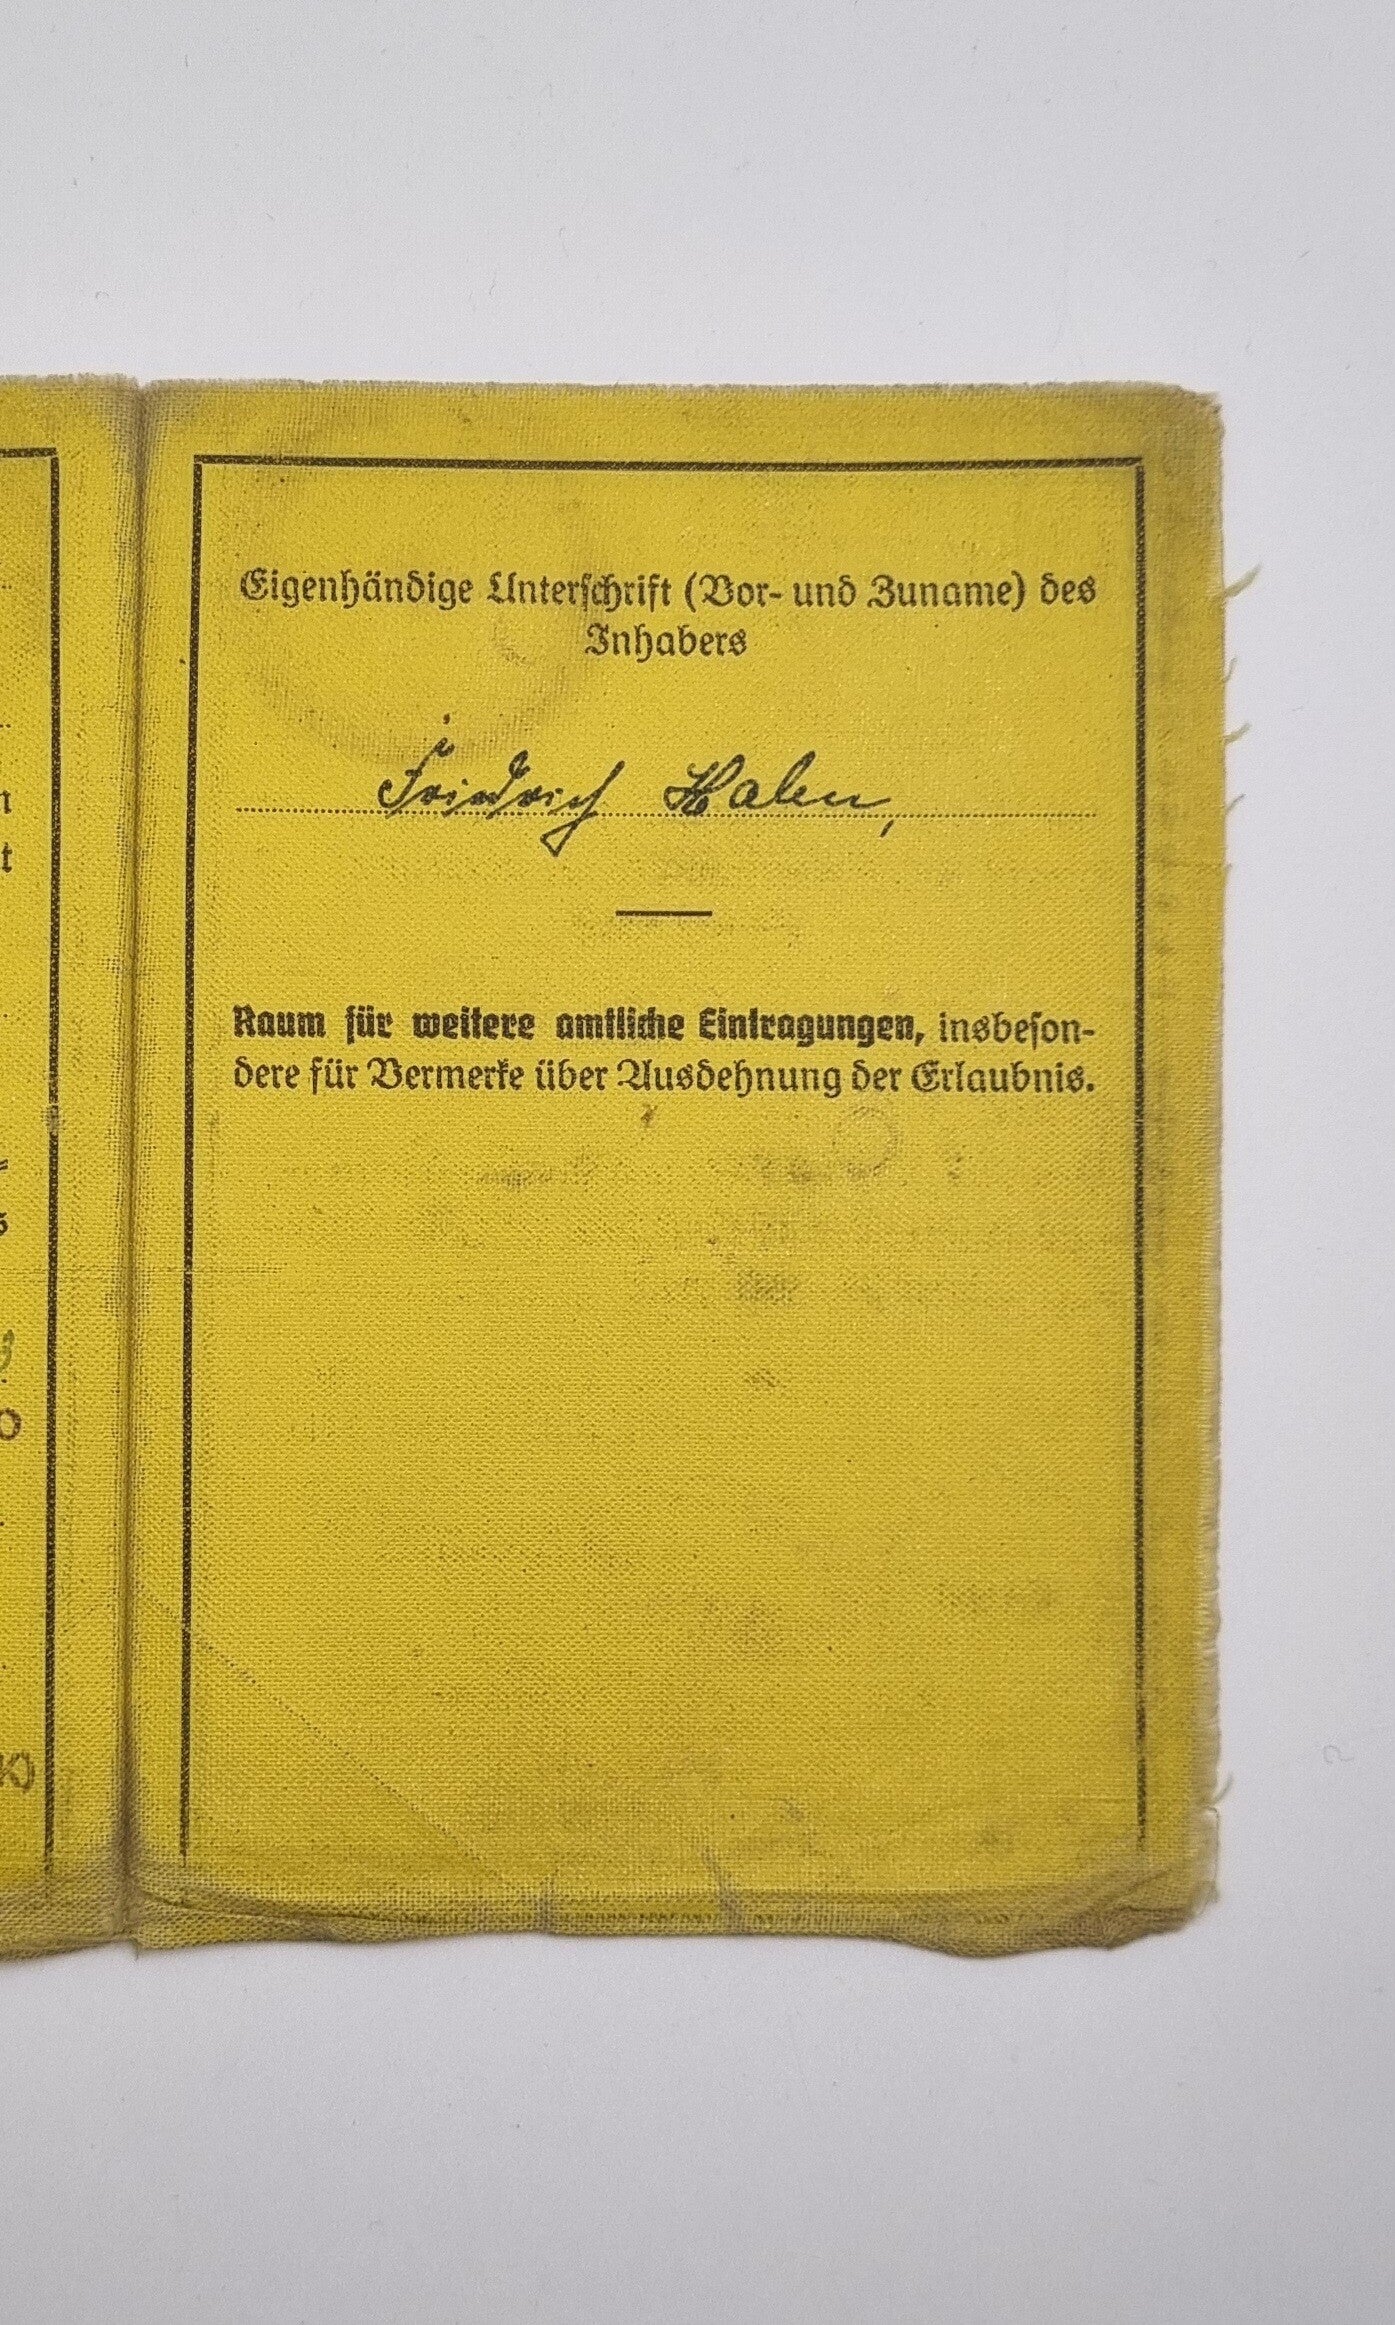 Eigenhändige Unterschrift (Vor- und Zuname) des
Inhabers
Friedrich
Raum für weitere amtliche Eintragungen, insbeson-
dere für Vermerke über Ausdehnung der Erlaubnis.